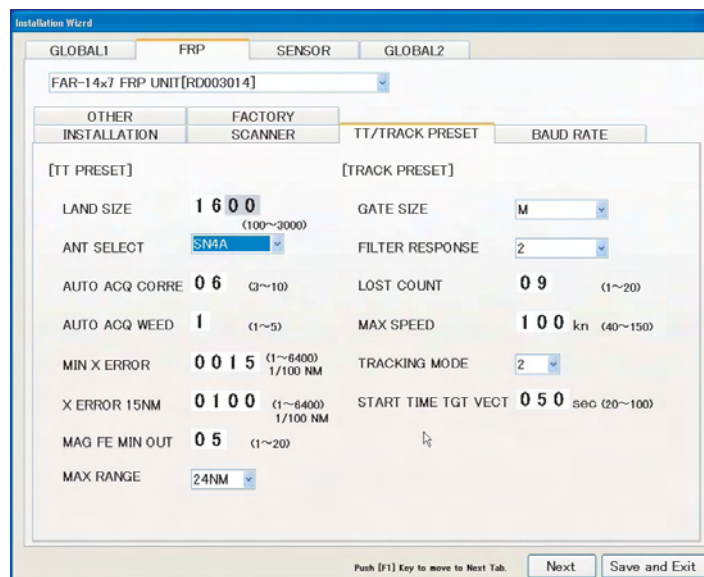 Installation Wizrd
GLOBAL1 FRP SENSOR GLOBAL2
FAR-14x7 FRP UNIT[RD003014]
OTHER FACTORY
INSTALLATION SCANNER TT/TRACK PRESET BAUD RATE
[TT PRESET] [TRACK PRESET]
LAND SIZE 1600 GATE SIZE M
(100~3000)
ANT SELECT SN4A FILTER RESPONSE 2
AUTO ACQ CORRE 06 (3~10) LOST COUNT 09 (1~20)
AUTO ACQ WEED 1 (1~5) MAX SPEED 100 kn (40~150)
MIN X ERROR 0015 (1~6400) TRACKING MODE 2
1/100 NM
X ERROR 15NM 0100 (1~6400) START TIME TGT VECT 050 sec (20~100)
1/100 NM
MAG FE MIN OUT 05 (1~20)
MAX RANGE 24NM
Push [F1] Key to move to Next Tab. Next Save and Exit